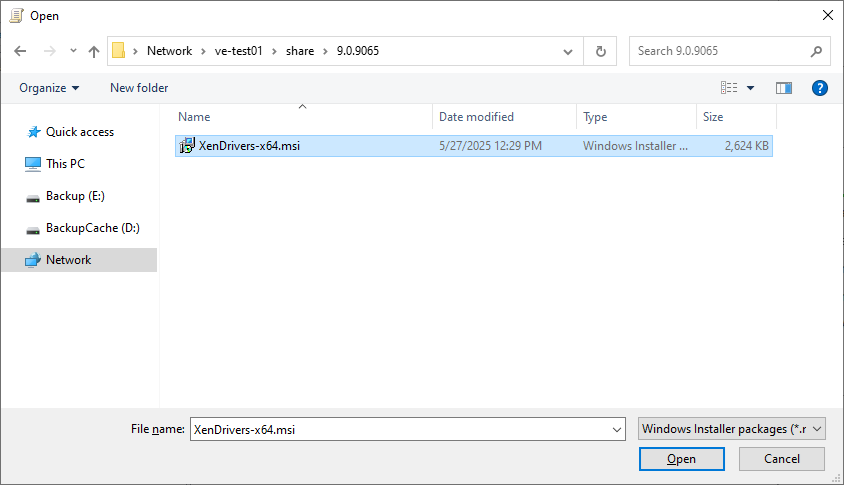 Open
Network > ve-test01 > share > 9.0.9065
Search 9.0.9065
Organize
New folder
?
Name
Date modified
Type
Size
Quick access
This PC
Backup (E:)
BackupCache (D:)
Network
XenDrivers-x64.msi
5/27/2025 12:29 PM
Windows Installer ...
2,624 KB
File name:
XenDrivers-x64.msi
Windows Installer packages (*.r
Open
Cancel